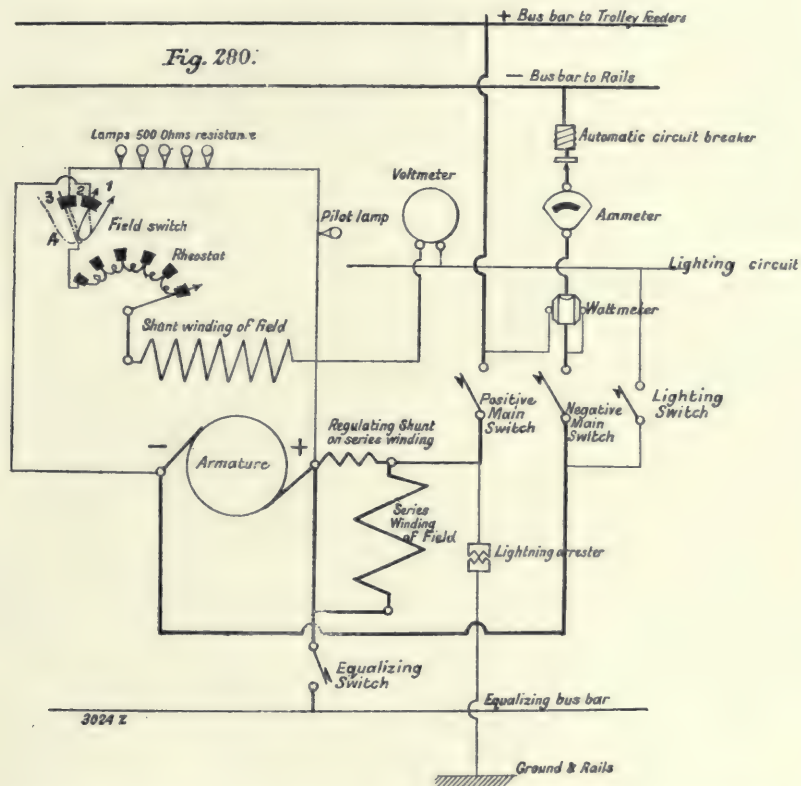 + Bus bar to Trolley feeders
Fig. 280.
— Bus bar to Rails
Lamps 500 Ohms resistance
Automatic circuit breaker
Voltmeter
3 2 1
Pilot lamp
Ammeter
A
Field switch
Rheostat
Lighting circuit
Wattmeter
Shunt winding of field
Positive
Main
Switch
Negative
Main
Switch
Lighting
Switch
Regulating Shunt
on series winding
− +
Armature
Series
Winding
of Field
Lightning arrester
Equalizing
Switch
Equalizing bus bar
3024 Z
Ground & Rails